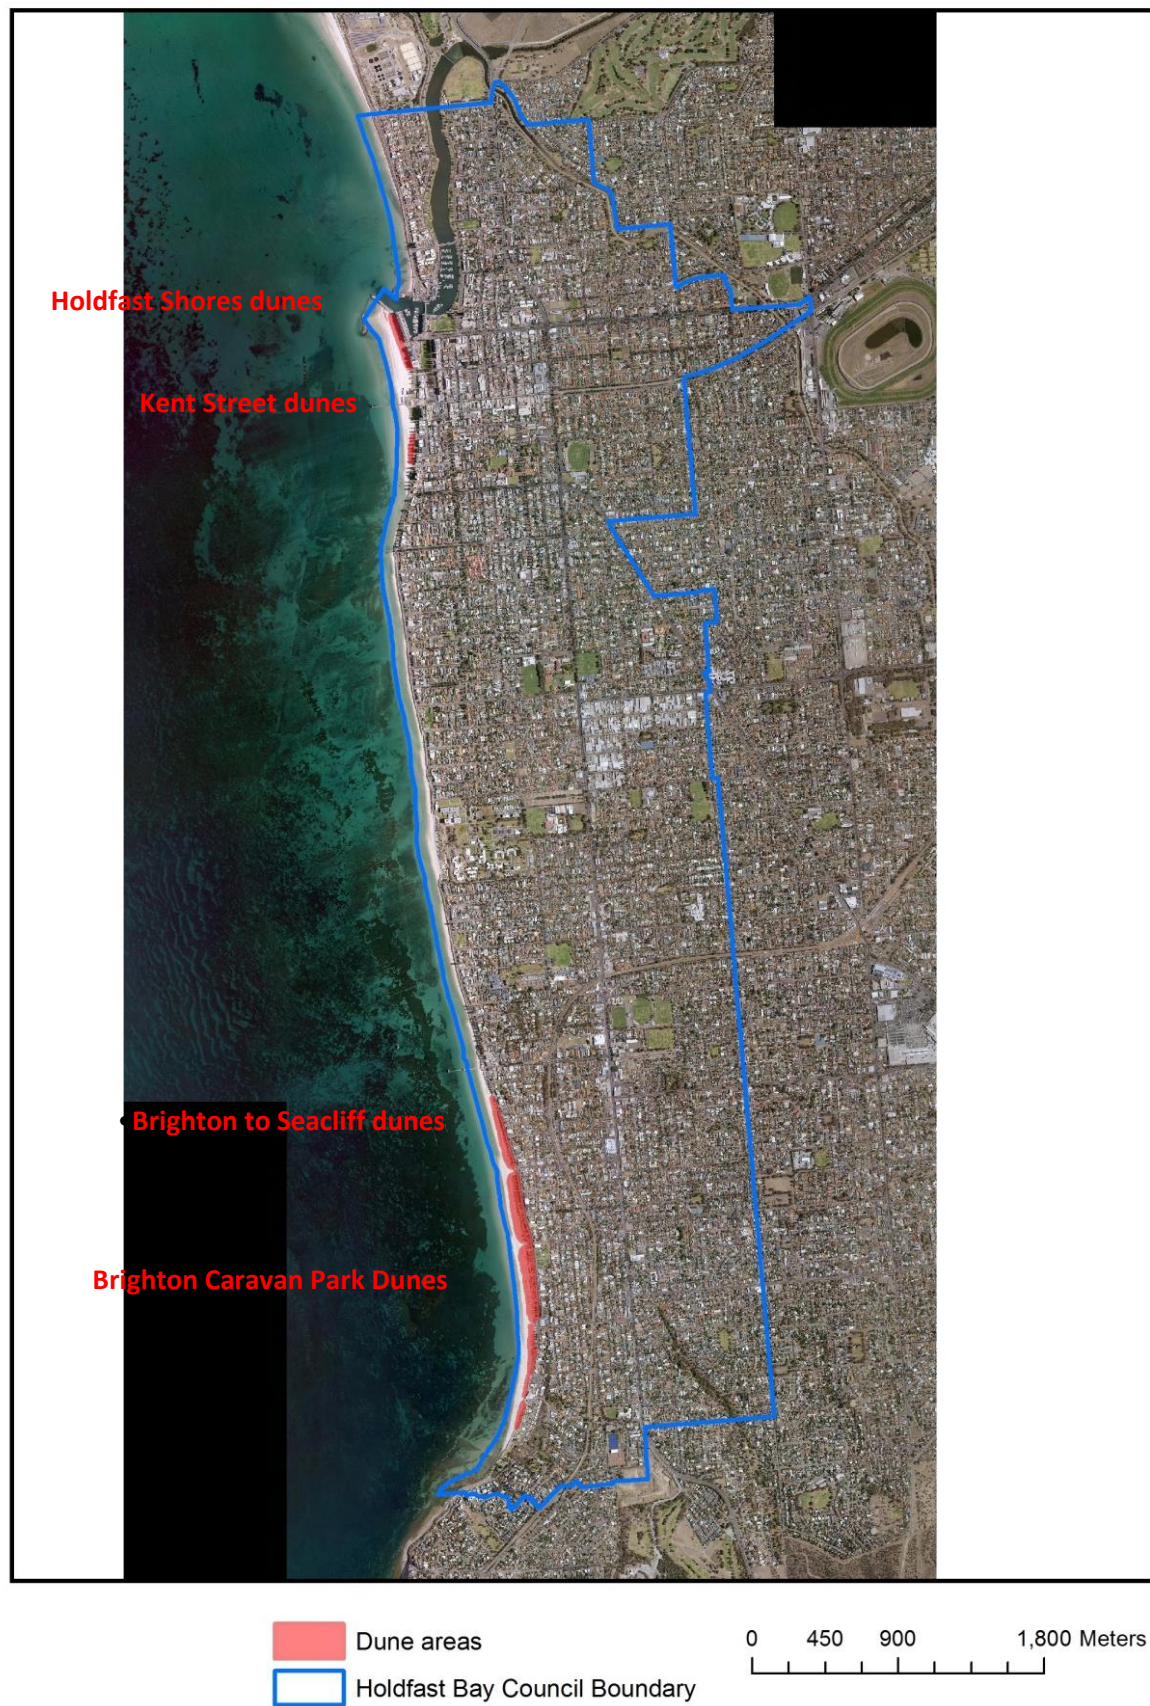 Holdfast Shores dunes
Kent Street dunes
• Brighton to Seacliff dunes
Brighton Caravan Park Dunes
Dune areas
Holdfast Bay Council Boundary
0 450 900 1,800 Meters